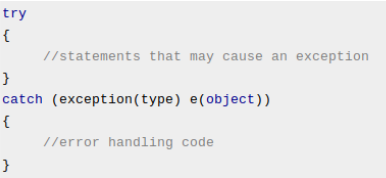 try
{
//statements that may cause an exception
}
catch (exception(type) e(object))
{
//error handling code
}